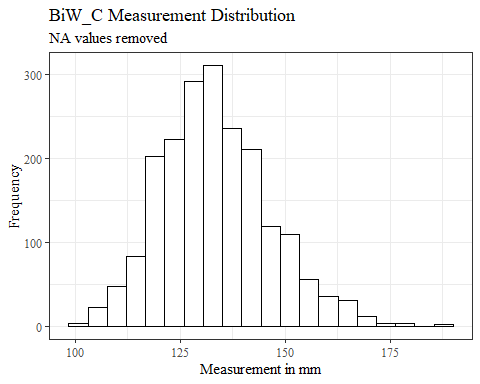 BiW_C Measurement Distribution
NA values removed
300
200
100
0
Frequency
100 125 150 175
Measurement in mm